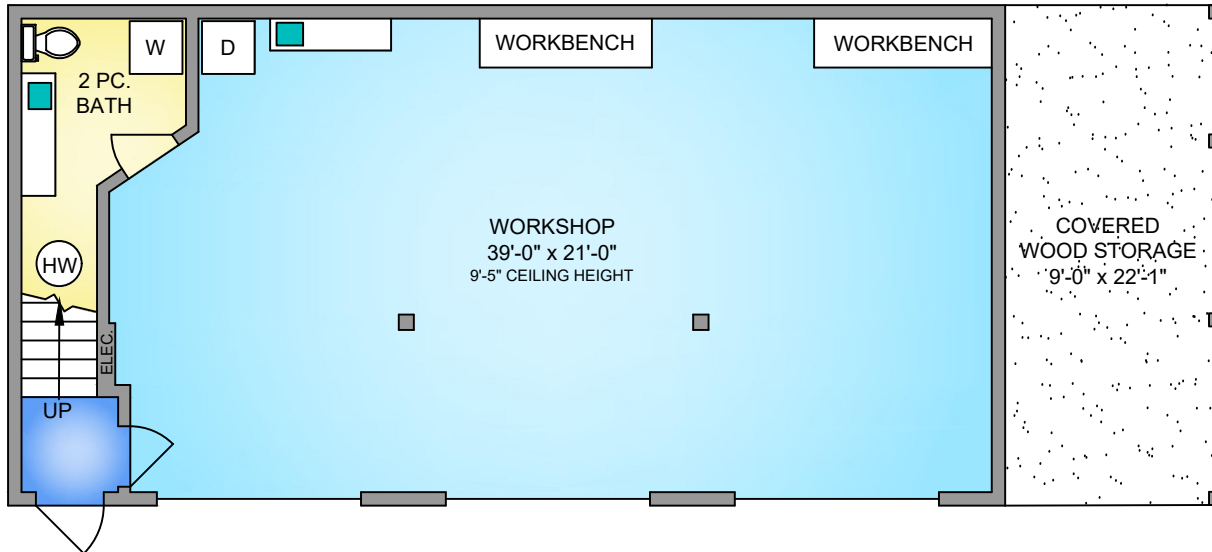 W
D
WORKBENCH
WORKBENCH
2 PC.
BATH
WORKSHOP
39'-0" x 21'-0"
9'-5" CEILING HEIGHT
COVERED
WOOD STORAGE
9'-0" x 22'-1"
HW
ELEC.
UP